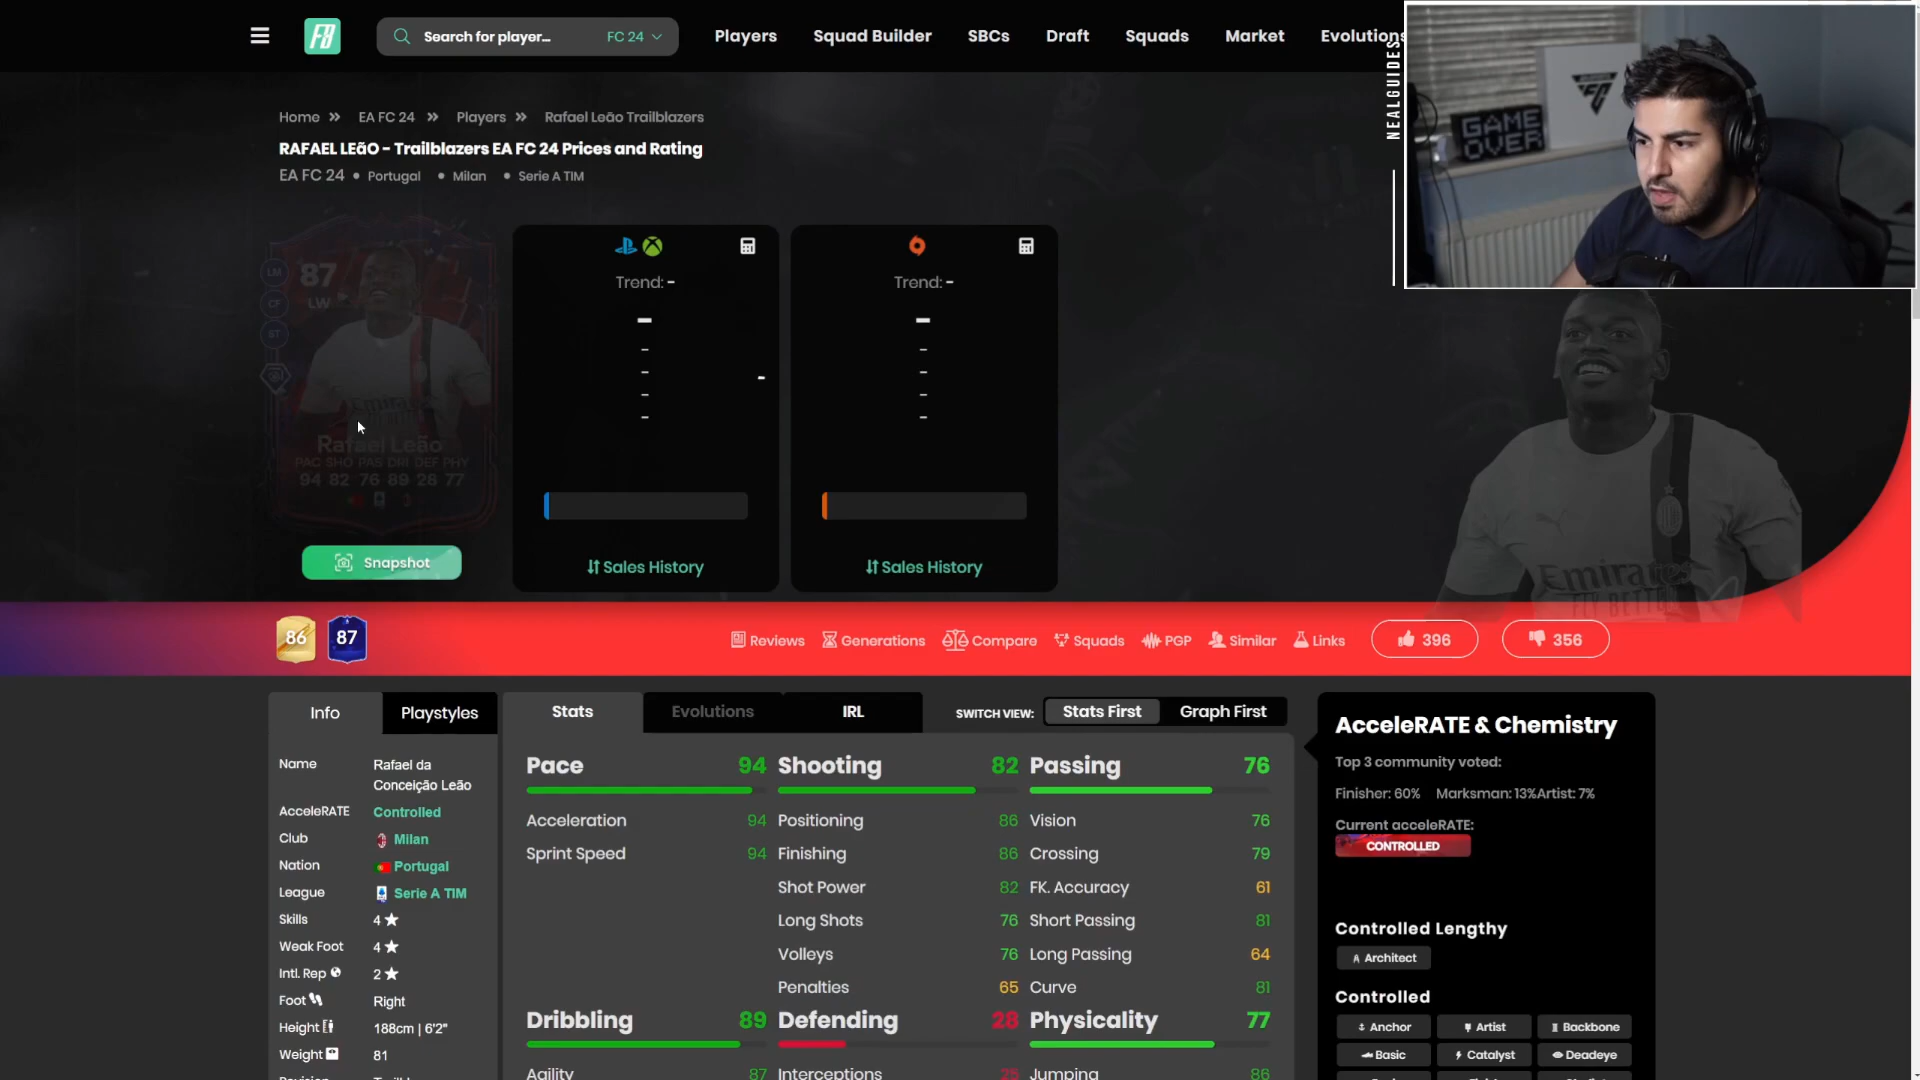 Search for player...
FC 24
Players
Squad Builder
SBCs
Draft
Squads
Market
Evolutions
NEALGUIDES
GAME
OVER
Home » EA FC 24 » Players » Rafael Leão Trailblazers
RAFAEL LEãO - Trailblazers EA FC 24 Prices and Rating
EA FC 24 • Portugal • Milan • Serie A TIM
LM
87
LW
CF
ST
Rafael Leão
PAC SHO PAS DRI DEF PHY
94 82 76 89 28 77
Snapshot
Trend: -
-
-
-
-
-
-
Sales History
Trend: -
-
-
-
-
-
Sales History
Emirates
FLY BETTER
86
87
Reviews
Generations
Compare
Squads
PGP
Similar
Links
396
356
Info
Playstyles
Name Rafael da
Conceição Leão
AcceleRATE Controlled
Club Milan
Nation Portugal
League Serie A TIM
Skills 4
Weak Foot 4
Intl. Rep 2
Foot Right
Height 188cm | 6'2"
Weight 81
Stats
Evolutions
IRL
SWITCH VIEW:
Stats First
Graph First
Pace 94
Acceleration 94
Sprint Speed 94
Shooting 82
Positioning 86
Finishing 86
Shot Power 82
Long Shots 76
Volleys 76
Penalties 65
Passing 76
Vision 76
Crossing 79
FK. Accuracy 61
Short Passing 81
Long Passing 64
Curve 81
Dribbling 89
Agility 87
Defending 28
Interceptions 25
Physicality 77
Jumping 86
AcceleRATE & Chemistry
Top 3 community voted:
Finisher: 60% Marksman: 13%Artist: 7%
Current acceleRATE:
CONTROLLED
Controlled Lengthy
Architect
Controlled
Anchor
Artist
Backbone
Basic
Catalyst
Deadeye